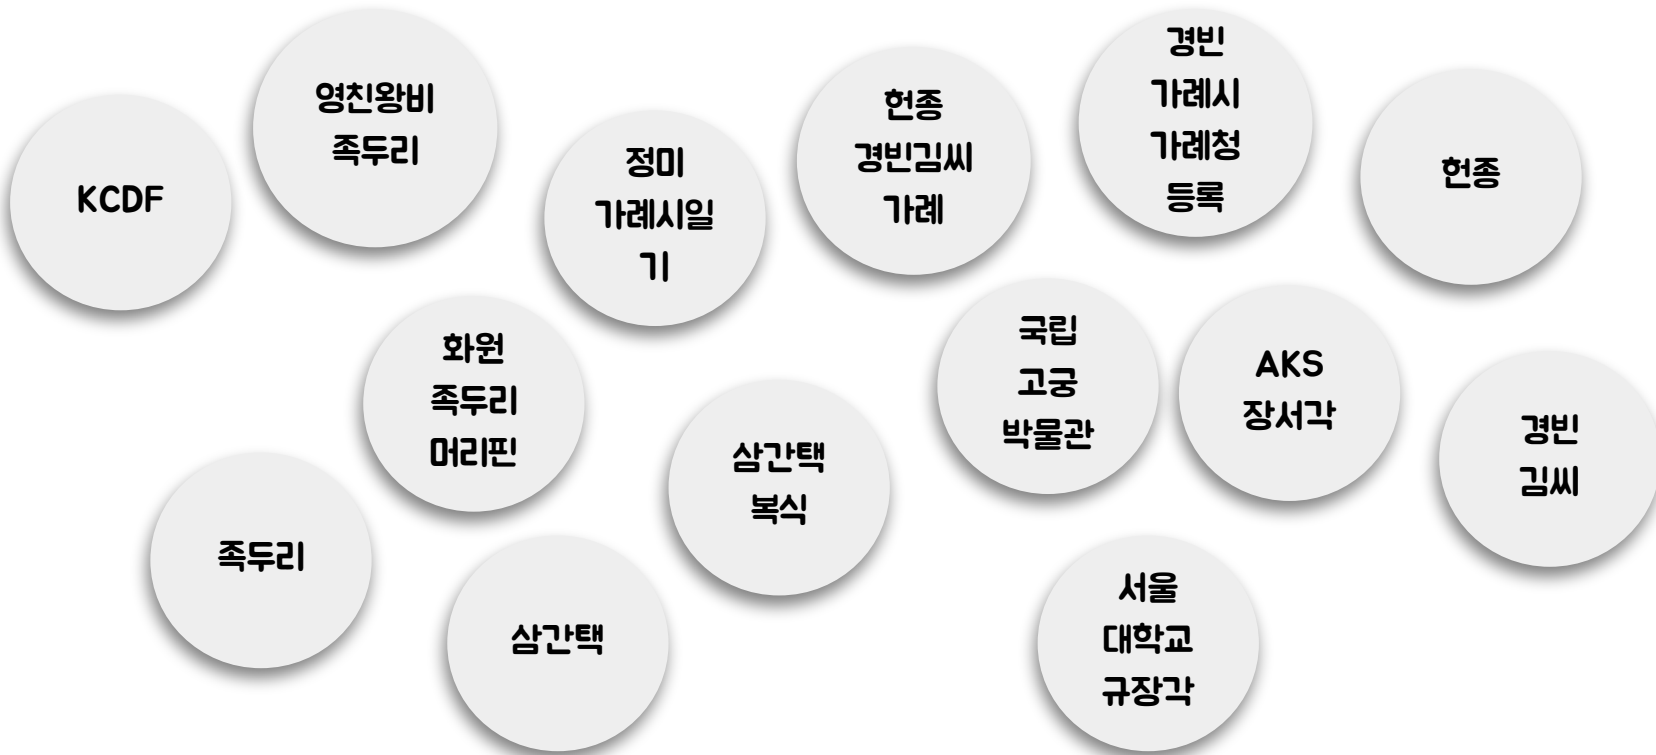 KCDF
영친왕비
족두리
정미
가례시일
기
헌종
경빈김씨
가례
경빈
가례시
가례청
등록
헌종
화원
족두리
머리핀
삼간택
복식
국립
고궁
박물관
AKS
장서각
경빈
김씨
족두리
삼간택
서울
대학교
규장각